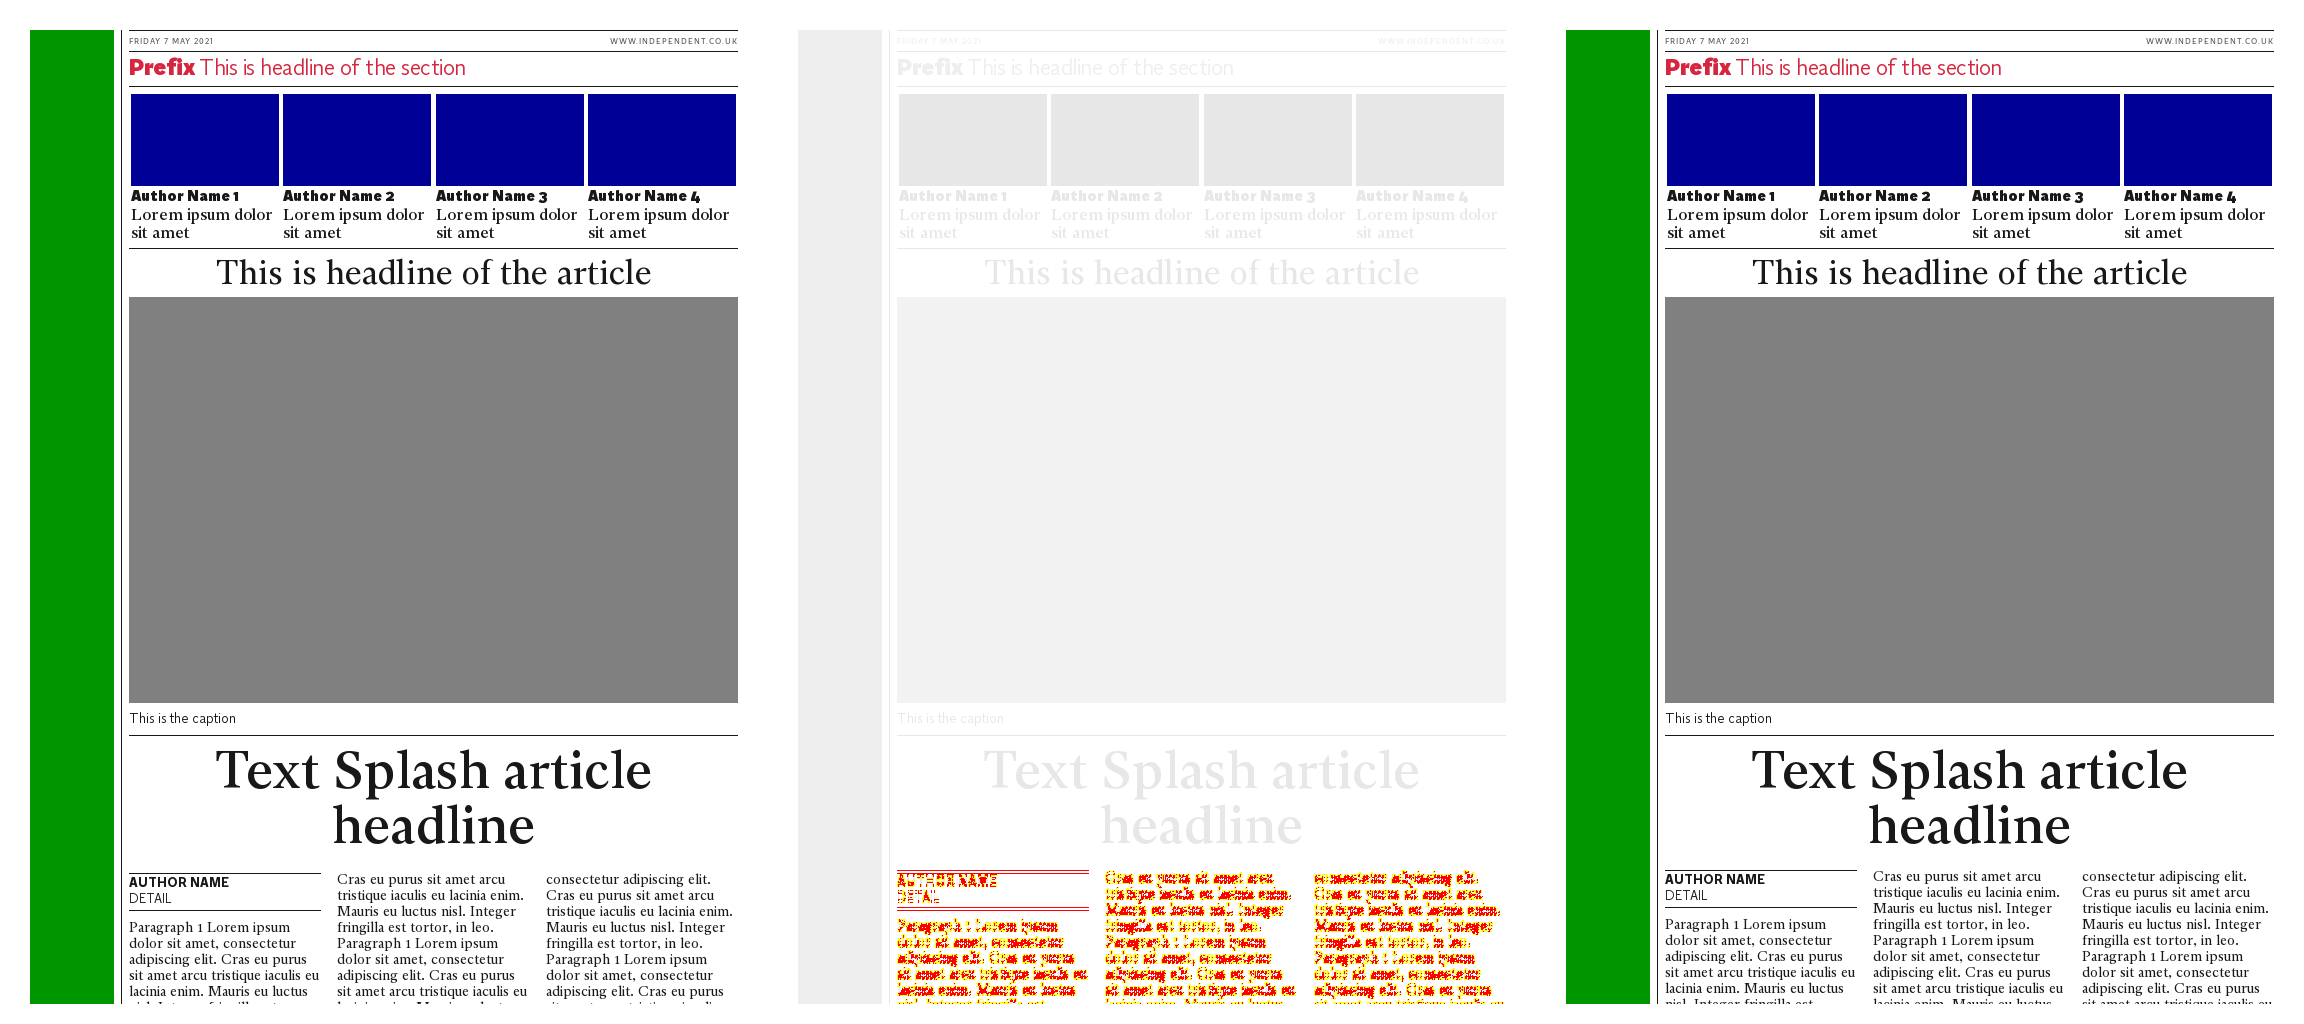 FRIDAY 7 MAY 2021
WWW.INDEPENDENT.CO.UK
Prefix This is headline of the section
Author Name 1
Lorem ipsum dolor
sit amet
Author Name 2
Lorem ipsum dolor
sit amet
Author Name 3
Lorem ipsum dolor
sit amet
Author Name 4
Lorem ipsum dolor
sit amet
This is headline of the article
This is the caption
Text Splash article
headline
AUTHOR NAME
DETAIL
Paragraph 1 Lorem ipsum
dolor sit amet, consectetur
adipiscing elit. Cras eu purus
sit amet arcu tristique iaculis eu
lacinia enim. Mauris eu luctus
Cras eu purus sit amet arcu
tristique iaculis eu lacinia enim.
Mauris eu luctus nisl. Integer
fringilla est tortor, in leo.
Paragraph 1 Lorem ipsum
dolor sit amet, consectetur
adipiscing elit. Cras eu purus
sit amet arcu tristique iaculis eu
consectetur adipiscing elit.
Cras eu purus sit amet arcu
tristique iaculis eu lacinia enim.
Mauris eu luctus nisl. Integer
fringilla est tortor, in leo.
Paragraph 1 Lorem ipsum
dolor sit amet, consectetur
adipiscing elit. Cras eu purus
FRIDAY 7 MAY 2021
WWW.INDEPENDENT.CO.UK
Prefix This is headline of the section
Author Name 1
Lorem ipsum dolor
sit amet
Author Name 2
Lorem ipsum dolor
sit amet
Author Name 3
Lorem ipsum dolor
sit amet
Author Name 4
Lorem ipsum dolor
sit amet
This is headline of the article
This is the caption
Text Splash article
headline
FRIDAY 7 MAY 2021
WWW.INDEPENDENT.CO.UK
Prefix This is headline of the section
Author Name 1
Lorem ipsum dolor
sit amet
Author Name 2
Lorem ipsum dolor
sit amet
Author Name 3
Lorem ipsum dolor
sit amet
Author Name 4
Lorem ipsum dolor
sit amet
This is headline of the article
This is the caption
Text Splash article
headline
AUTHOR NAME
DETAIL
Paragraph 1 Lorem ipsum
dolor sit amet, consectetur
adipiscing elit. Cras eu purus
sit amet arcu tristique iaculis eu
lacinia enim. Mauris eu luctus
nisl. Integer fringilla est
Cras eu purus sit amet arcu
tristique iaculis eu lacinia enim.
Mauris eu luctus nisl. Integer
fringilla est tortor, in leo.
Paragraph 1 Lorem ipsum
dolor sit amet, consectetur
adipiscing elit. Cras eu purus
sit amet arcu tristique iaculis eu
lacinia enim. Mauris eu luctus
consectetur adipiscing elit.
Cras eu purus sit amet arcu
tristique iaculis eu lacinia enim.
Mauris eu luctus nisl. Integer
fringilla est tortor, in leo.
Paragraph 1 Lorem ipsum
dolor sit amet, consectetur
adipiscing elit. Cras eu purus
sit amet arcu tristique iaculis eu